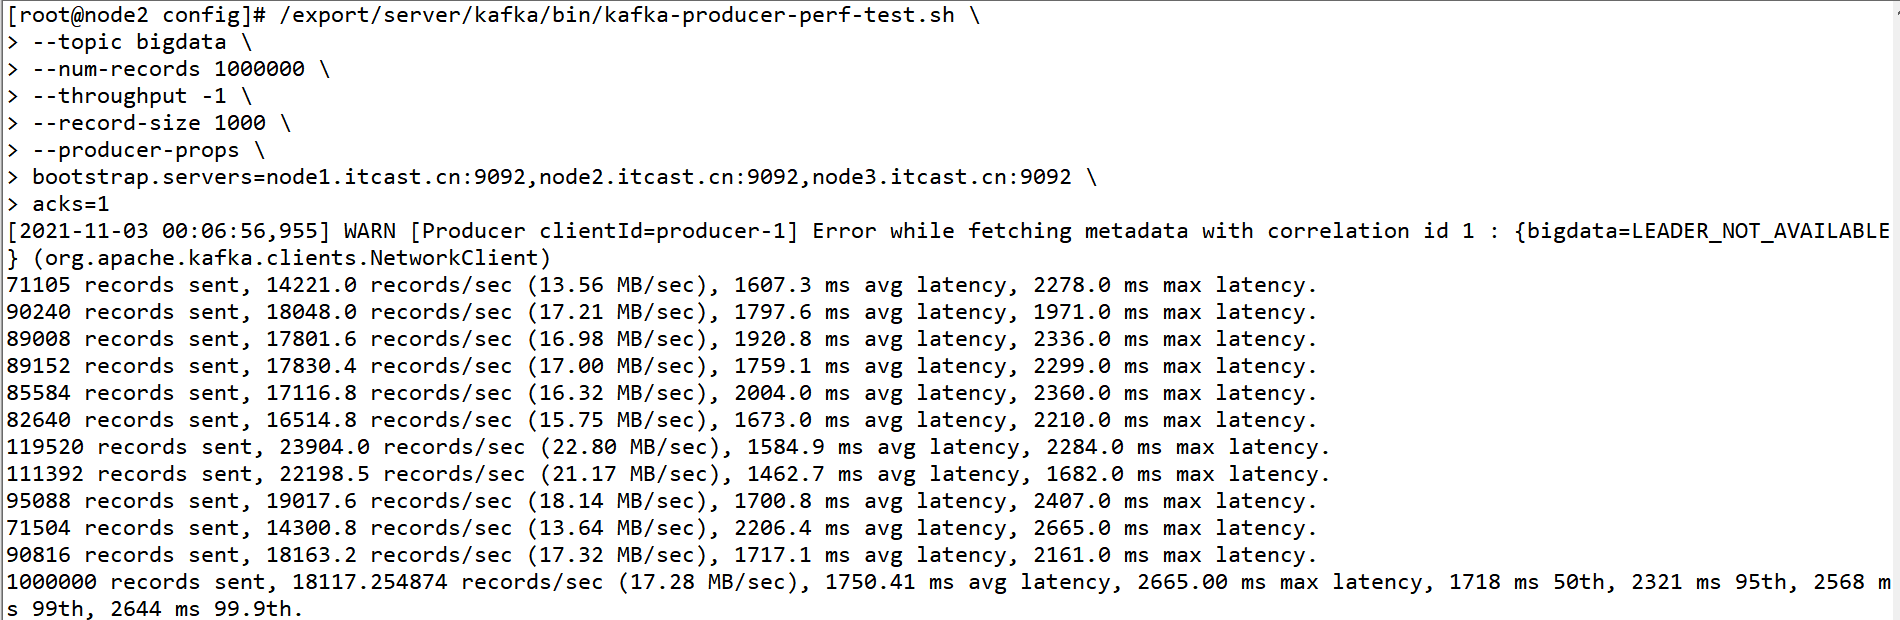 [root@node2 config]# /export/server/kafka/bin/kafka-producer-perf-test.sh \
> --topic bigdata \
> --num-records 1000000 \
> --throughput -1 \
> --record-size 1000 \
> --producer-props \
> bootstrap.servers=node1.itcast.cn:9092,node2.itcast.cn:9092,node3.itcast.cn:9092 \
> acks=1
[2021-11-03 00:06:56,955] WARN [Producer clientId=producer-1] Error while fetching metadata with correlation id 1 : {bigdata=LEADER_NOT_AVAILABLE
} (org.apache.kafka.clients.NetworkClient)
71105 records sent, 14221.0 records/sec (13.56 MB/sec), 1607.3 ms avg latency, 2278.0 ms max latency.
90240 records sent, 18048.0 records/sec (17.21 MB/sec), 1797.6 ms avg latency, 1971.0 ms max latency.
89008 records sent, 17801.6 records/sec (16.98 MB/sec), 1920.8 ms avg latency, 2336.0 ms max latency.
89152 records sent, 17830.4 records/sec (17.00 MB/sec), 1759.1 ms avg latency, 2299.0 ms max latency.
85584 records sent, 17116.8 records/sec (16.32 MB/sec), 2004.0 ms avg latency, 2360.0 ms max latency.
82640 records sent, 16514.8 records/sec (15.75 MB/sec), 1673.0 ms avg latency, 2210.0 ms max latency.
119520 records sent, 23904.0 records/sec (22.80 MB/sec), 1584.9 ms avg latency, 2284.0 ms max latency.
111392 records sent, 22198.5 records/sec (21.17 MB/sec), 1462.7 ms avg latency, 1682.0 ms max latency.
95088 records sent, 19017.6 records/sec (18.14 MB/sec), 1700.8 ms avg latency, 2407.0 ms max latency.
71504 records sent, 14300.8 records/sec (13.64 MB/sec), 2206.4 ms avg latency, 2665.0 ms max latency.
90816 records sent, 18163.2 records/sec (17.32 MB/sec), 1717.1 ms avg latency, 2161.0 ms max latency.
1000000 records sent, 18117.254874 records/sec (17.28 MB/sec), 1750.41 ms avg latency, 2665.00 ms max latency, 1718 ms 50th, 2321 ms 95th, 2568 m
s 99th, 2644 ms 99.9th.